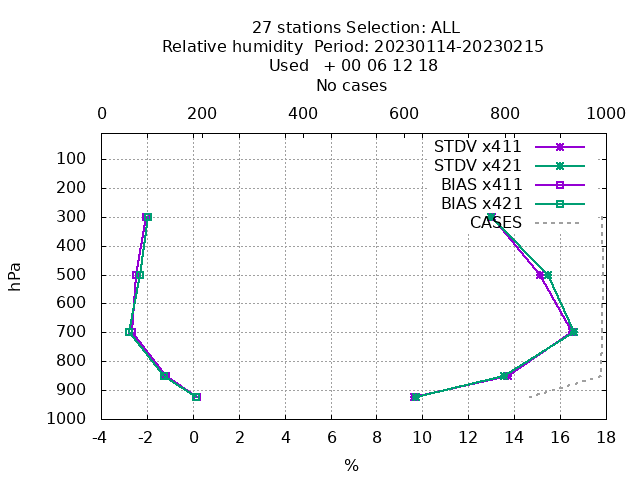 27 stations Selection: ALL
Relative humidity  Period: 20230114-20230215
Used   + 00 06 12 18
No cases
0 200 400 600 800 1000
STDV x411
STDV x421
BIAS x411
BIAS x421
CASES
100
200
300
400
500
600
700
800
900
1000
hPa
-4 -2 0 2 4 6 8 10 12 14 16 18
%